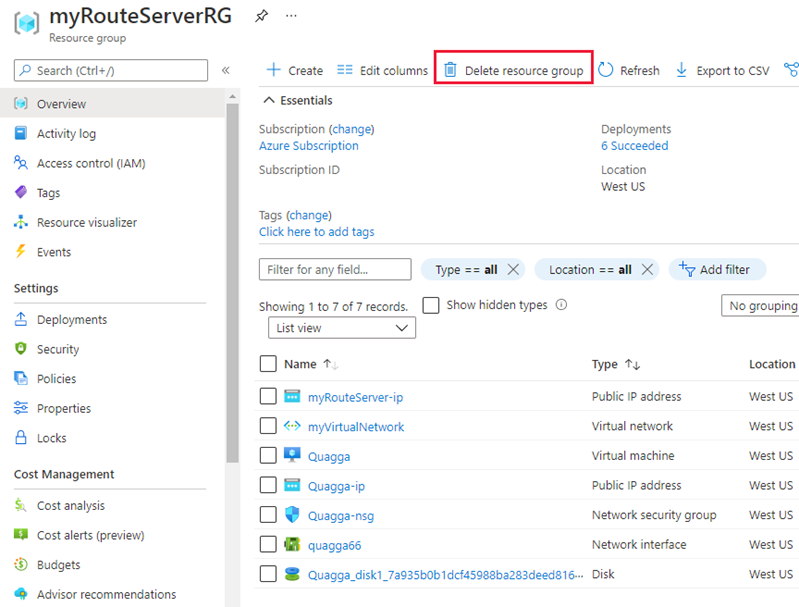 myRouteServerRG
Resource group
Search (Ctrl+/)
Overview
Activity log
Access control (IAM)
Tags
Resource visualizer
Events
Settings
Deployments
Security
Policies
Properties
Locks
Cost Management
Cost analysis
Cost alerts (preview)
Budgets
Advisor recommendations
Create Edit columns Delete resource group Refresh Export to CSV
Essentials
Subscription (change)
Azure Subscription
Subscription ID
Tags (change)
Click here to add tags
Deployments
6 Succeeded
Location
West US
Filter for any field... Type == all Location == all Add filter
Showing 1 to 7 of 7 records. Show hidden types No grouping
List view
Name Type Location
myRouteServer-ip Public IP address West US
myVirtualNetwork Virtual network West US
Quagga Virtual machine West US
Quagga-ip Public IP address West US
Quagga-nsg Network security group West US
quagga66 Network interface West US
Quagga_disk1_7a935b0b1dcf45988ba283deed816... Disk West US